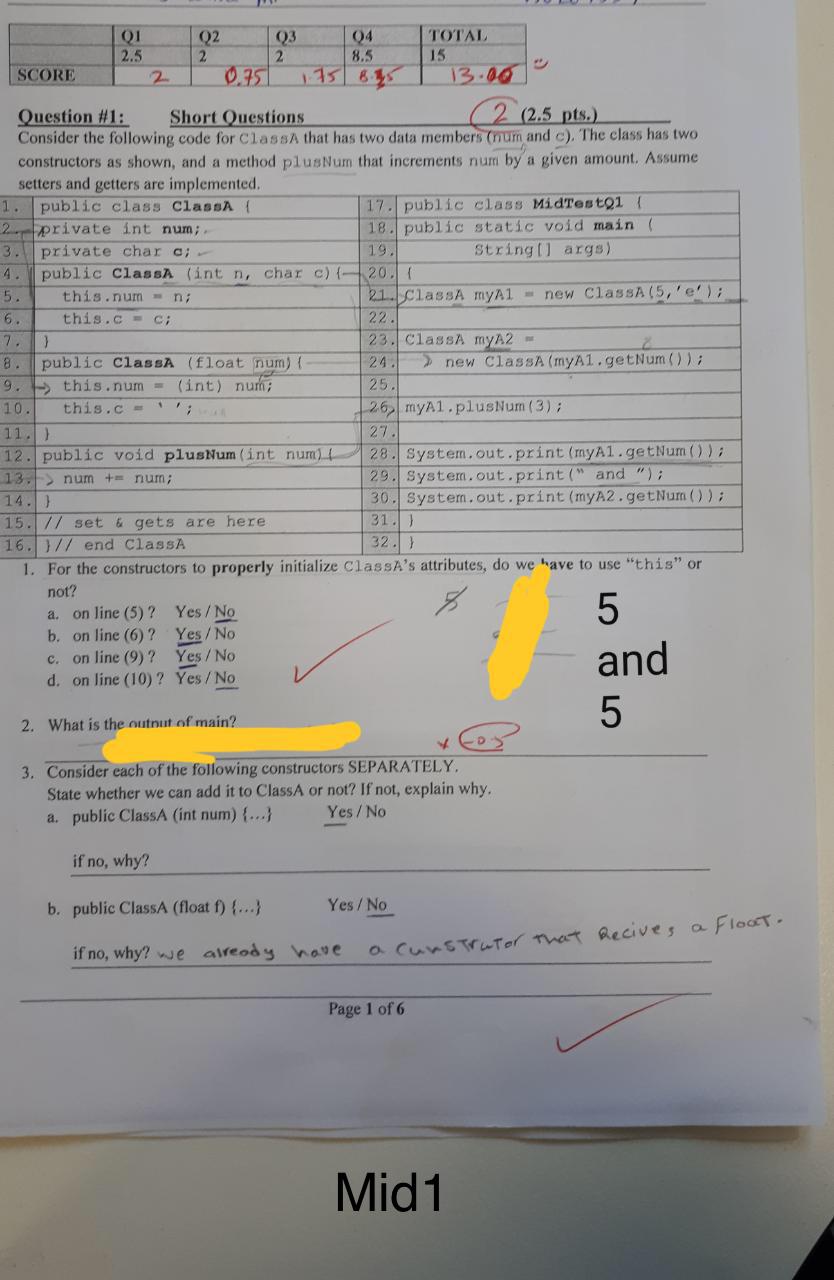 Q1 Q2 Q3 Q4 TOTAL
2.5 2 2 8.5 15
SCORE 2 0.75 1.75 13.00
Question #1: Short Questions 2 (2.5 pts.)
Consider the following code for ClassA that has two data members (num and c). The class has two
constructors as shown, and a method plusNum that increments num by a given amount. Assume
setters and getters are implemented.
1. public class ClassA {
2. private int num;
3. private char c;
4. public ClassA (int n, char c){
5. this.num = n;
6. this.c = c;
7. }
8. public ClassA (float num){
9. this.num = (int) num;
10. this.c = ' ';
11. }
12. public void plusNum(int num){
13. num += num;
14. }
15. // set & gets are here
16. }// end ClassA
17. public class MidTestQ1 {
18. public static void main (
19. String[] args)
20. {
21. ClassA myA1 = new ClassA(5,'e');
22.
23. ClassA myA2 =
24. new ClassA(myA1.getNum());
25.
26. myA1.plusNum(3);
27.
28. System.out.print(myA1.getNum());
29. System.out.print(" and ");
30. System.out.print(myA2.getNum());
31. }
32. }
1. For the constructors to properly initialize ClassA's attributes, do we have to use "this" or
not?
a. on line (5) ? Yes / No
b. on line (6) ? Yes / No
c. on line (9) ? Yes / No
d. on line (10) ? Yes / No
5
and
5
2. What is the output of main?
-0.5
3. Consider each of the following constructors SEPARATELY.
State whether we can add it to ClassA or not? If not, explain why.
a. public ClassA (int num) {...} Yes / No
if no, why?
b. public ClassA (float f) {...} Yes / No
if no, why? we already have a cunstrutor that Recives a Float.
Page 1 of 6
Mid1